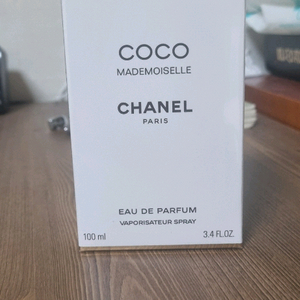 COCO
MADEMOISELLE
CHANEL
PARIS
EAU DE PARFUM
VAPORISATEUR SPRAY
100 ml 3.4 FL.OZ.